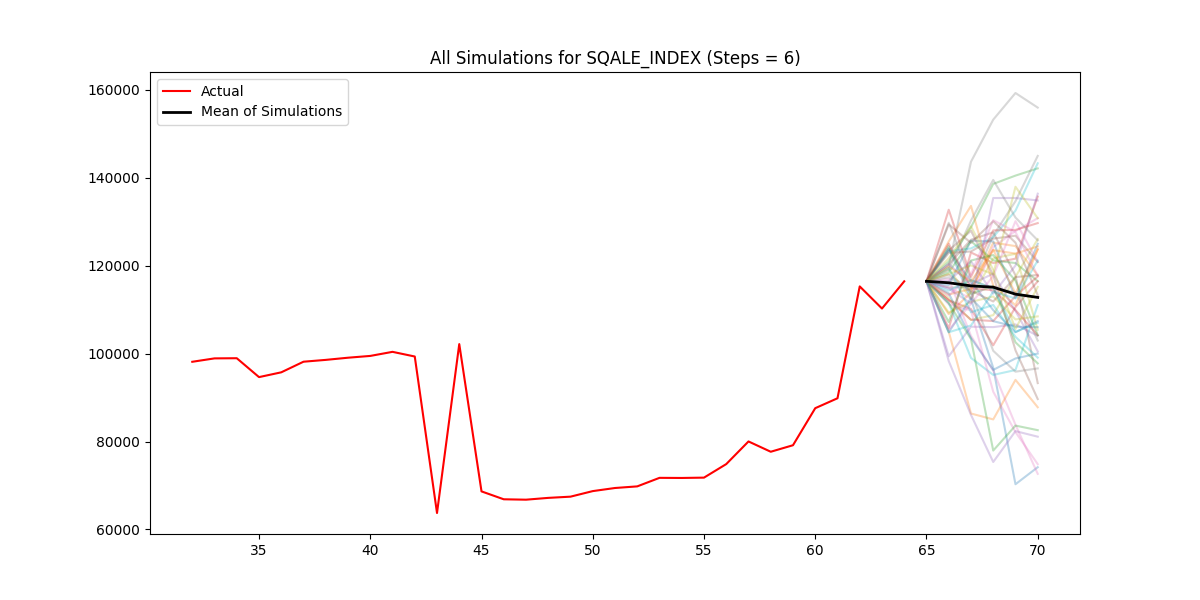 All Simulations for SQALE_INDEX (Steps = 6)
Actual
Mean of Simulations
160000
140000
120000
100000
80000
60000
35 40 45 50 55 60 65 70